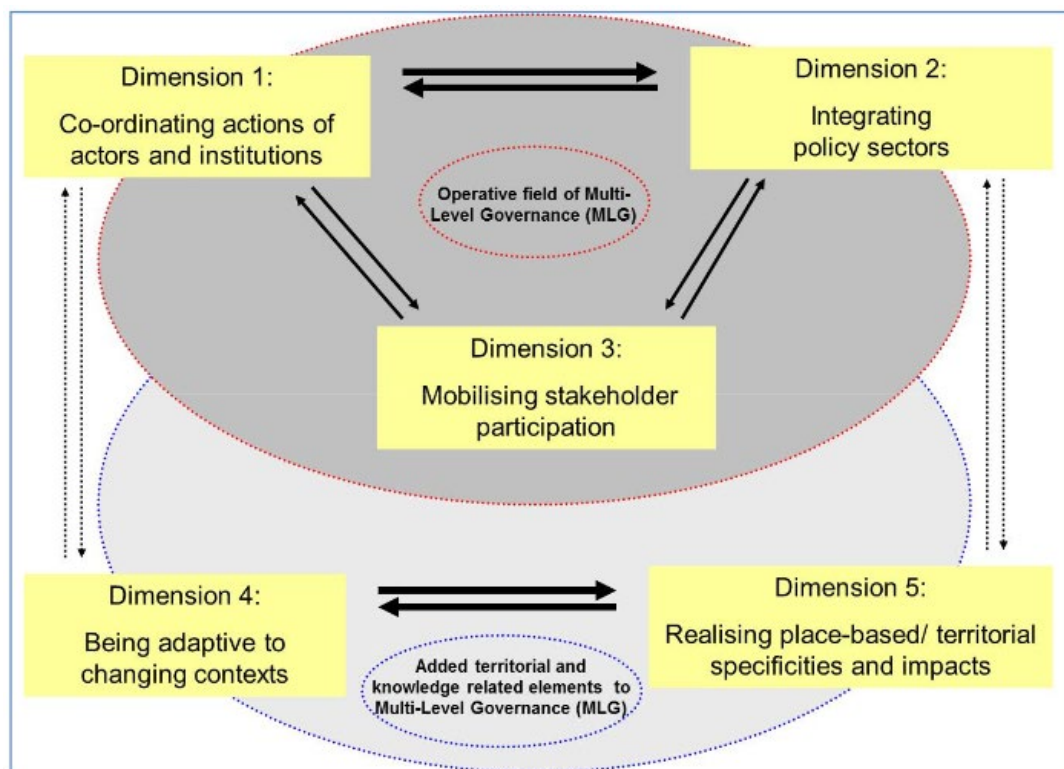 Dimension 1:
Co-ordinating actions of
actors and institutions
Dimension 2:
Integrating
policy sectors
Operative field of Multi-
Level Governance (MLG)
Dimension 3:
Mobilising stakeholder
participation
Dimension 4:
Being adaptive to
changing contexts
Dimension 5:
Realising place-based/ territorial
specificities and impacts
Added territorial and
knowledge related elements to
Multi-Level Governance (MLG)